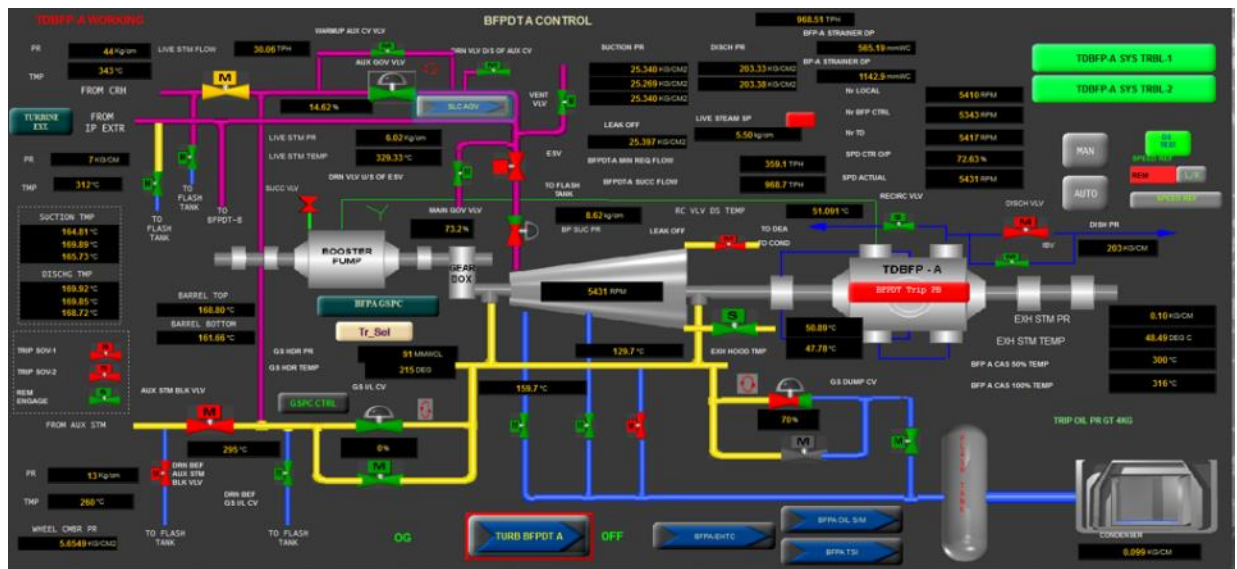 TDBFP-A WORKING
BFPDT A CONTROL
968.51 TPH
PR 44 Kg/cm
LIVE STM FLOW 30.06 TPH
WARMUP AUX CV VLV
AUX GOV VLV
DRN VLV D/S OF AUX CV
SUCTION PR
DISCH PR
BFP-A STRAINER DP
565.19 mmWC
BP-A STRAINER DP
1142.9 mmWC
TMP 343 °C
FROM CRH
14.62 %
SLC AGV
VENT VLV
25.340 KG/CM2
25.269 KG/CM2
25.340 KG/CM2
203.33 KG/CM2
203.38 KG/CM2
TDBFP-A SYS TRBL-1
TDBFP-A SYS TRBL-2
Nr LOCAL 5410 RPM
Nr BFP CTRL 5343 RPM
Nr TD 5417 RPM
SPD CTR O/P 72.63 %
SPD ACTUAL 5431 RPM
TURBINE EXT.
FROM IP EXTR
LIVE STM PR 6.02 Kg/cm
LIVE STM TEMP 329.33 °C
DRN VLV U/S OF ESV
ESV
LEAK OFF
25.397 KG/CM2
LIVE STEAM SP
5.50 kg/cm
BFPDT-A MIN REQ FLOW 359.1 TPH
BFPDT-A SUCC FLOW 968.7 TPH
MAN
AUTO
SPEED REF
REM
L/R
SPEED REF
PR 7 KG/CM
TMP 312 °C
TO FLASH TANK
TO FLASH TANK
TO BFPDT-B
SUCC VLV
MAIN GOV VLV
73.2 %
TO FLASH TANK
8.62 kg/cm
BP SUC PR
RC VLV DS TEMP 51.091 °C
LEAK OFF
TO DEA
TO COND
RECIRC VLV
DISCH VLV
IBV
DISH PR
203 KG/CM
SUCTION TMP
164.81 °C
169.89 °C
165.73 °C
DISCHG TMP
169.92 °C
169.85 °C
168.72 °C
BOOSTER PUMP
GEAR BOX
5431 RPM
TDBFP - A
BFPDT Trip PB
BARREL TOP
168.80 °C
BARREL BOTTOM
161.66 °C
BFPA GSPC
Tr_Sel
EXH STM PR 0.10 KG/CM
EXH STM TEMP 48.49 DEG C
BFP A CAS 50% TEMP 300 °C
BFP A CAS 100% TEMP 316 °C
TRIP SOV-1
TRIP SOV-2
REM ENGAGE
GS HDR PR 91 MMWCL
GS HDR TEMP 215 DEG
129.7 °C
50.89 °C
47.78 °C
EXH HOOD TMP
AUX STM BLK VLV
GSPC CTRL
GS I/L CV
159.7 °C
GS DUMP CV
70 %
FROM AUX STM
295 °C
0 %
TRIP OIL PR GT 4KG
PR 13 Kg/cm
TMP 260 °C
DRN BEF AUX STM BLK VLV
DRN BEF GS I/L CV
WHEEL CMBR PR
5.6549 KG/CM2
TO FLASH TANK
TO FLASH TANK
OG
TURB BFPDT A
OFF
BFPA EHTC
BFPA OIL S/M
BFPA TSI
FLASH TANK
CONDENSER
0.099 KG/CM